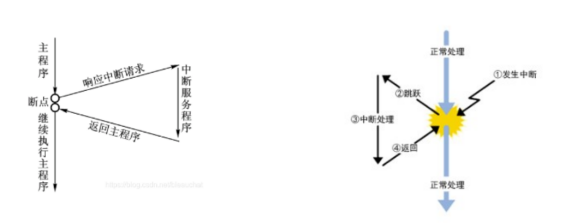 主程序
响应中断请求
中断服务程序
断点
返回主程序
继续执行主程序
正常处理
①发生中断
②跳跃
③中断处理
④返回
正常处理